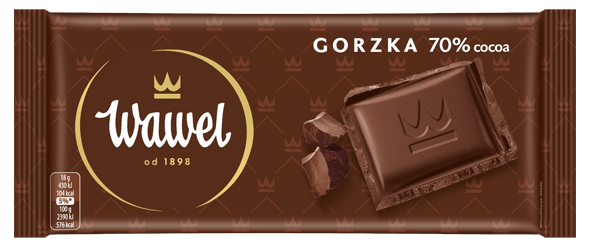 GORZKA 70% cocoa
Wawel
od 1898
18 g
430 kJ
104 kcal
5%*
100 g
2390 kJ
576 kcal